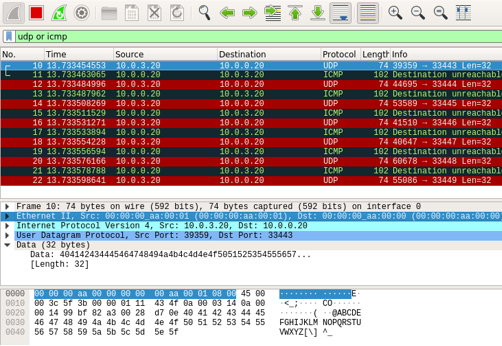 udp or icmp
No. Time Source Destination Protocol Length Info
10 13.733454553 10.0.3.20 10.0.0.20 UDP 74 39359 → 33443 Len=32
11 13.733463065 10.0.3.20 10.0.3.20 ICMP 102 Destination unreachable
12 13.733484996 10.0.3.20 10.0.0.20 UDP 74 44695 → 33444 Len=32
13 13.733487962 10.0.3.20 10.0.3.20 ICMP 102 Destination unreachable
14 13.733508269 10.0.3.20 10.0.0.20 UDP 74 53589 → 33445 Len=32
15 13.733511529 10.0.3.20 10.0.3.20 ICMP 102 Destination unreachable
16 13.733531271 10.0.3.20 10.0.0.20 UDP 74 41519 → 33446 Len=32
17 13.733533894 10.0.3.20 10.0.3.20 ICMP 102 Destination unreachable
18 13.733554228 10.0.3.20 10.0.0.20 UDP 74 40647 → 33447 Len=32
19 13.733556594 10.0.3.20 10.0.3.20 ICMP 102 Destination unreachable
20 13.733576166 10.0.3.20 10.0.0.20 UDP 74 60678 → 33448 Len=32
21 13.733578788 10.0.3.20 10.0.3.20 ICMP 102 Destination unreachable
22 13.733598641 10.0.3.20 10.0.0.20 UDP 74 55086 → 33449 Len=32
Frame 10: 74 bytes on wire (592 bits), 74 bytes captured (592 bits) on interface 0
Ethernet II, Src: 00:00:00_aa:00:01 (00:00:00:aa:00:01), Dst: 00:00:00_aa:00:00 (00:00:00:aa:00:00
Internet Protocol Version 4, Src: 10.0.3.20, Dst: 10.0.0.20
User Datagram Protocol, Src Port: 39359, Dst Port: 33443
Data (32 bytes)
Data: 404142434445464748494a4b4c4d4e4f5051525354555657...
[Length: 32]
0000 00 00 00 aa 00 00 00 00 00 aa 00 01 08 00 45 00 ········ ······E·
0010 00 3c 5f 3b 00 00 01 11 43 4f 0a 00 03 14 0a 00 ·<_;···· CO······
0020 00 14 99 bf 82 a3 00 28 d7 0e 40 41 42 43 44 45 ·······( ··@ABCDE
0030 46 47 48 49 4a 4b 4c 4d 4e 4f 50 51 52 53 54 55 FGHIJKLM NOPQRSTU
0040 56 57 58 59 5a 5b 5c 5d 5e 5f VWXYZ[\] ^_